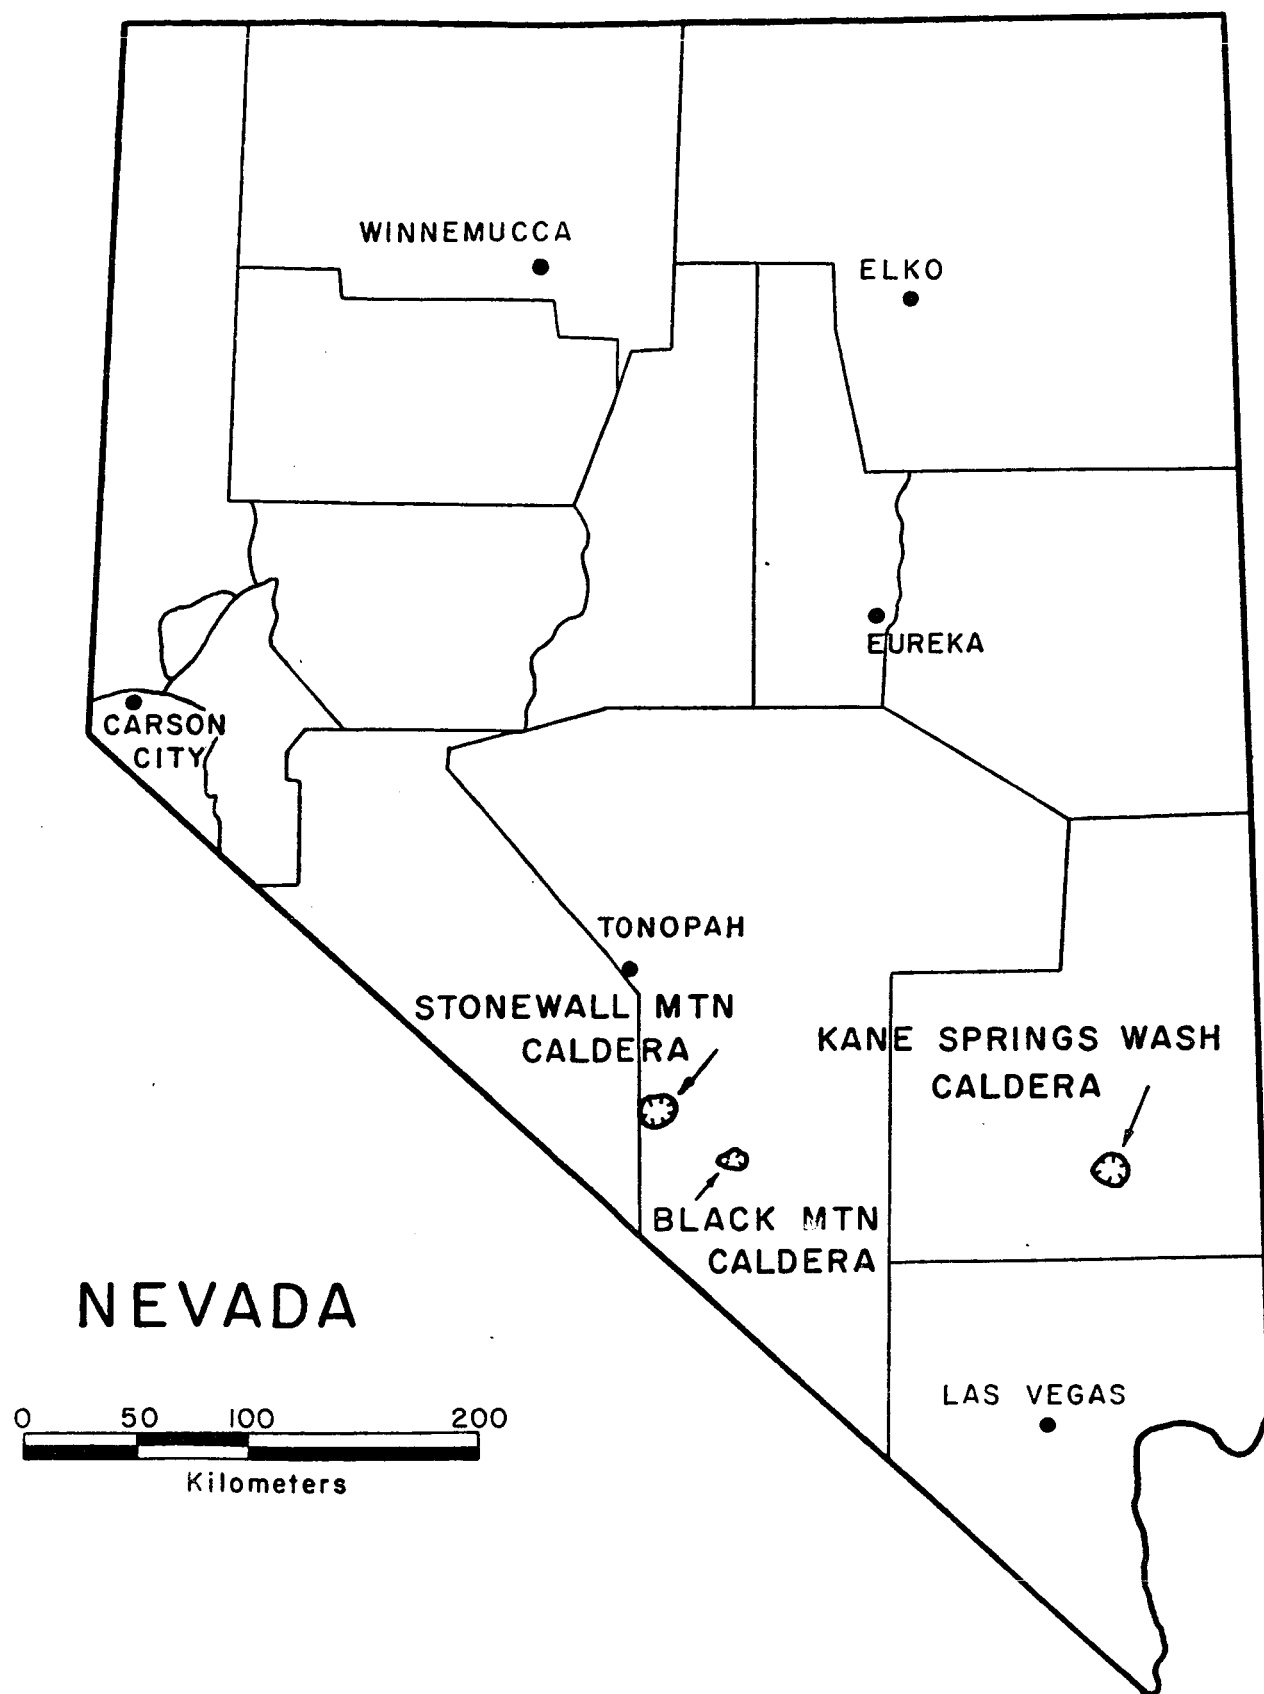 WINNEMUCCA
ELKO
EUREKA
CARSON
CITY
TONOPAH
STONEWALL MTN
CALDERA
KANE SPRINGS WASH
CALDERA
BLACK MTN
CALDERA
NEVADA
LAS VEGAS
0 50 100 200
Kilometers